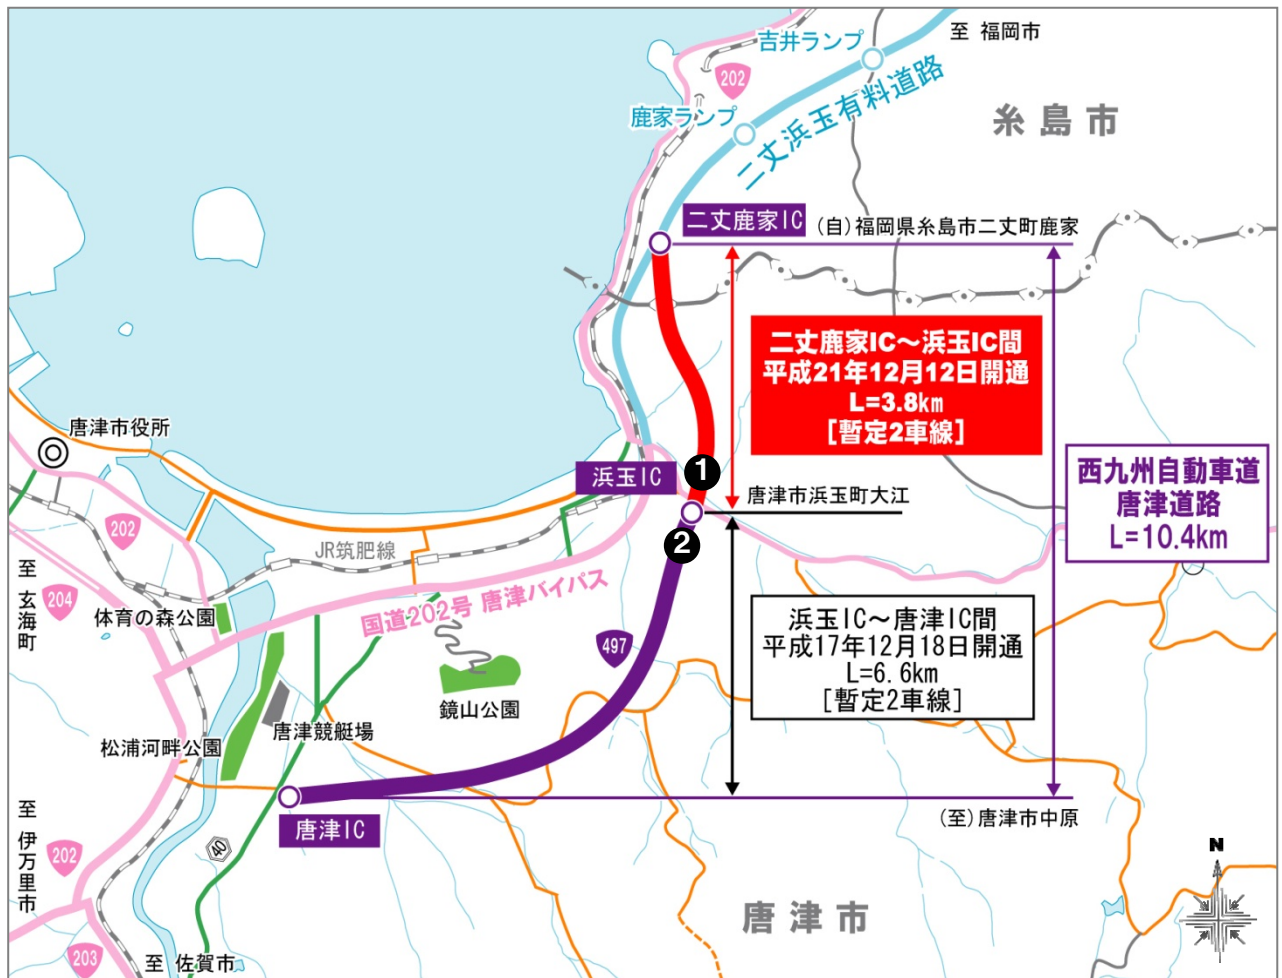 吉井ランプ
至 福岡市
202
鹿家ランプ
二丈浜玉有料道路
糸島市
二丈鹿家IC
(自)福岡県糸島市二丈町鹿家
二丈鹿家IC～浜玉IC間
平成21年12月12日開通
L=3.8km
[暫定2車線]
唐津市役所
浜玉IC
1
唐津市浜玉町大江
西九州自動車道
唐津道路
L=10.4km
202
JR筑肥線
2
至 玄海町
204
体育の森公園
国道202号 唐津バイパス
497
浜玉IC～唐津IC間
平成17年12月18日開通
L=6.6km
[暫定2車線]
鏡山公園
唐津競艇場
松浦河畔公園
唐津IC
(至)唐津市中原
至 伊万里市
202
40
N
唐津市
203
至 佐賀市